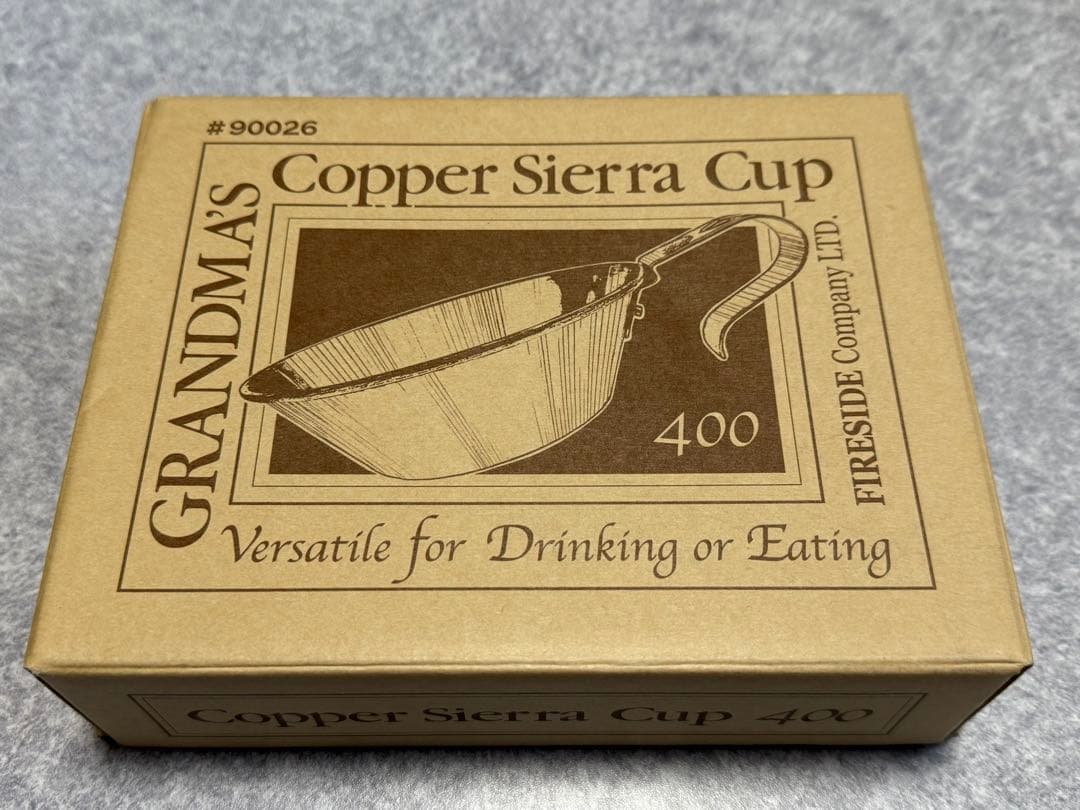 #90026
Copper Sierra Cup
GRANDMA'S
FIRESIDE Company LTD.
400
Versatile for Drinking or Eating
Copper Sierra Cup 400